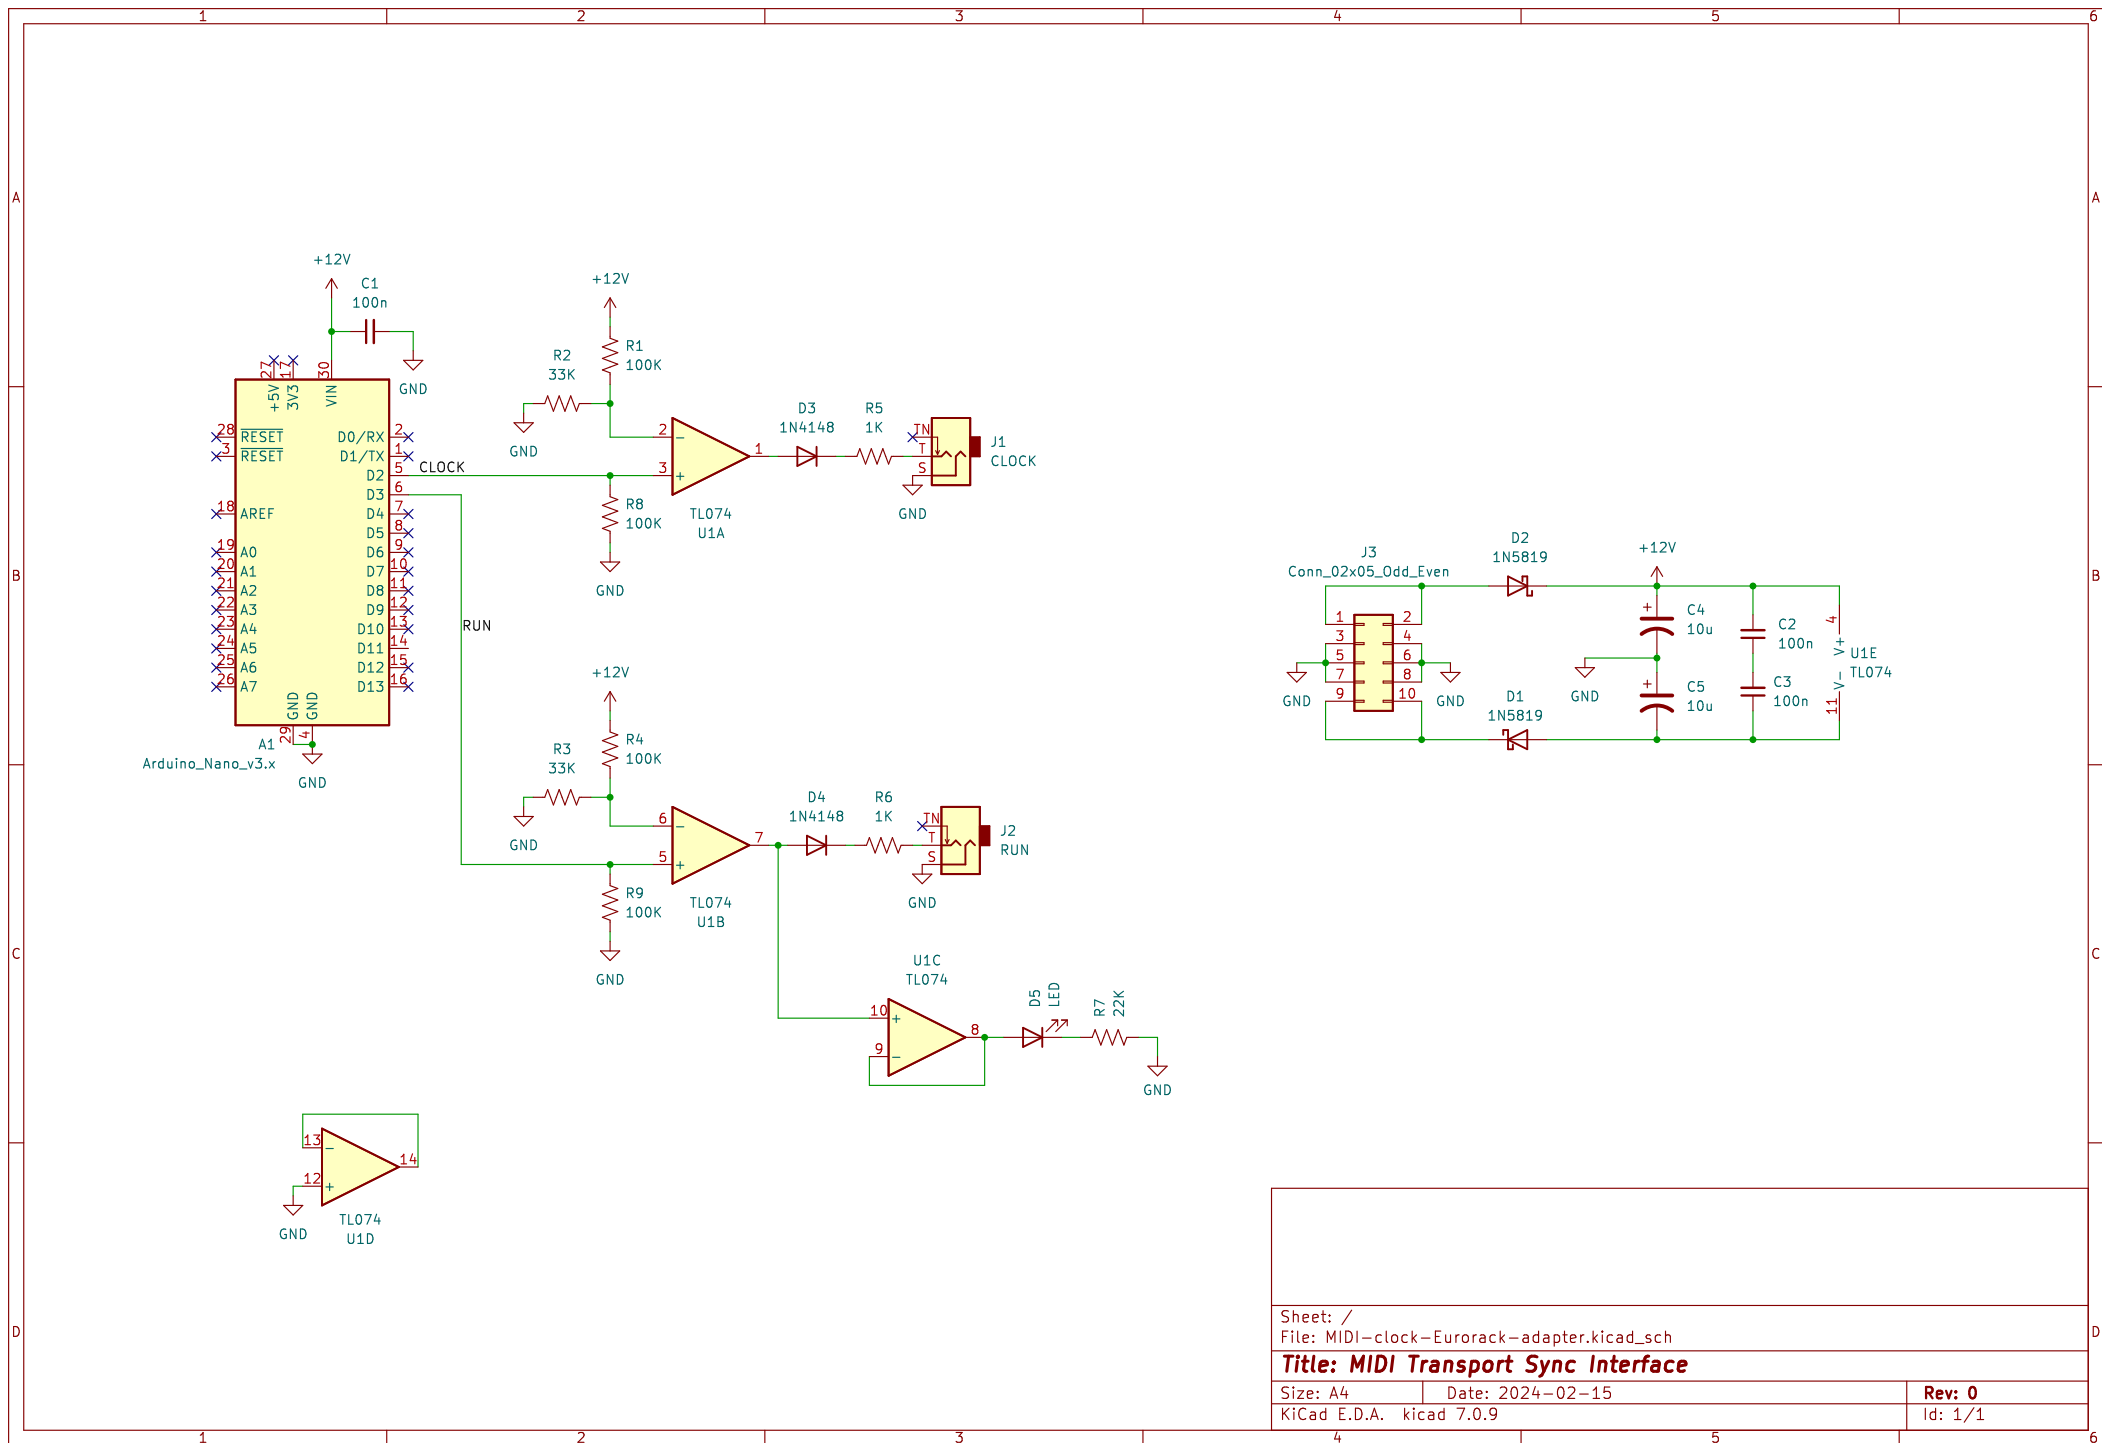 1 2 3 4 5 6
A
B
C
D
A
B
C
D
1 2 3 4 5 6
+12V
C1
100n
GND
27
17
30
+5V
3V3
VIN
28
RESET
3
RESET
18
AREF
19
A0
20
A1
21
A2
22
A3
23
A4
24
A5
25
A6
26
A7
D0/RX
2
D1/TX
1
D2
5
D3
6
D4
7
D5
8
D6
9
D7
10
D8
11
D9
12
D10
13
D11
14
D12
15
D13
16
GND
GND
29
4
A1
Arduino_Nano_v3.x
GND
CLOCK
RUN
+12V
R1
100K
R2
33K
GND
2
−
3
+
1
TL074
U1A
R8
100K
GND
D3
1N4148
R5
1K
TN
T
S
J1
CLOCK
GND
+12V
R4
100K
R3
33K
GND
6
−
5
+
7
TL074
U1B
R9
100K
GND
D4
1N4148
R6
1K
TN
T
S
J2
RUN
GND
U1C
TL074
10
+
9
−
8
D5
LED
R7
22K
GND
13
−
12
+
14
TL074
U1D
GND
J3
Conn_02x05_Odd_Even
1
2
3
4
5
6
7
8
9
10
GND
GND
D2
1N5819
D1
1N5819
+12V
+
C4
10u
GND
+
C5
10u
C2
100n
C3
100n
4
V+
V−
11
U1E
TL074
Sheet: /
File: MIDI−clock−Eurorack−adapter.kicad_sch
Title: MIDI Transport Sync Interface
Size: A4 Date: 2024−02−15 Rev: 0
KiCad E.D.A. kicad 7.0.9 Id: 1/1